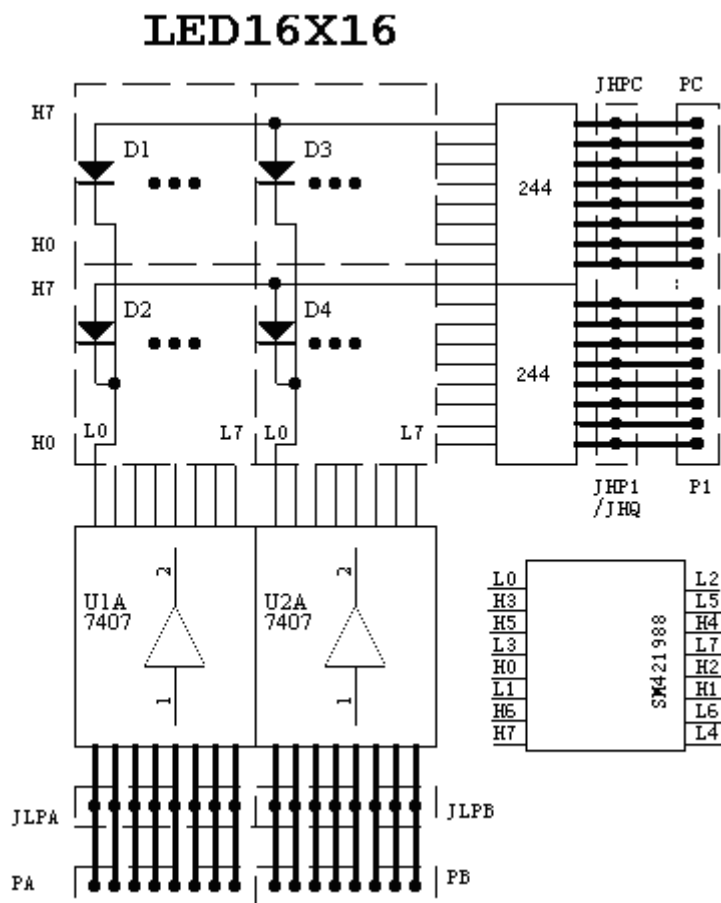 LED16X16
JHPC PC
H7
D1 D3
244
H0
H7
D2 D4
244
L0 L7 L0 L7
H0
JHP1 P1
/JHQ
U1A 2 U2A 2
7407 7407
1 1
L0 L2
H3 L5
H5 H4
L3 L7
H0 H2
L1 H1
H6 L6
H7 L4
SM421988
JLPA JLPB
PA PB